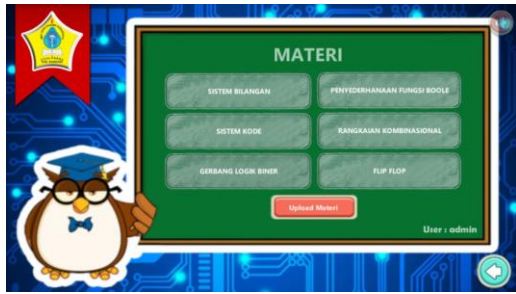 MATERI
SISTEM BILANGAN
PENYEDERHANAAN FUNGSI BOOLE
SISTEM KODE
RANGKAIAN KOMBINASIONAL
GERBANG LOGIK BINER
FLIP FLOP
Upload Materi
User : admin